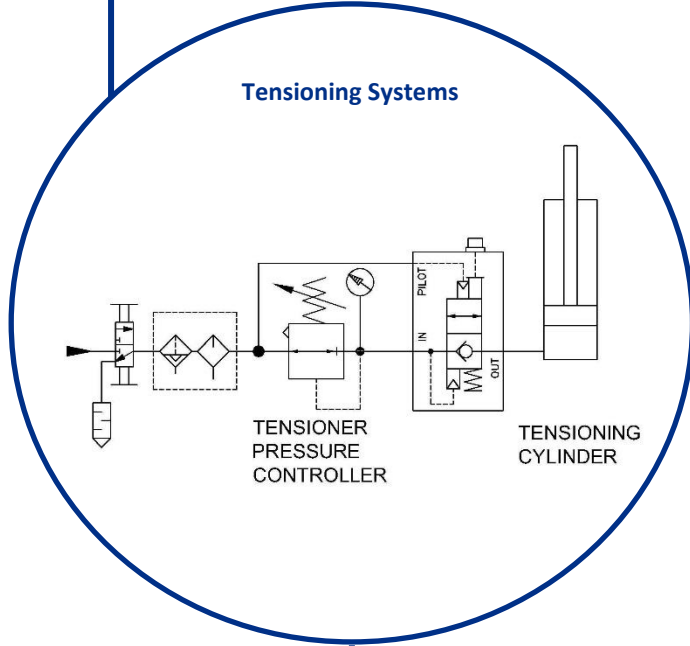 Tensioning Systems
PILOT
IN
OUT
TENSIONER
PRESSURE
CONTROLLER
TENSIONING
CYLINDER